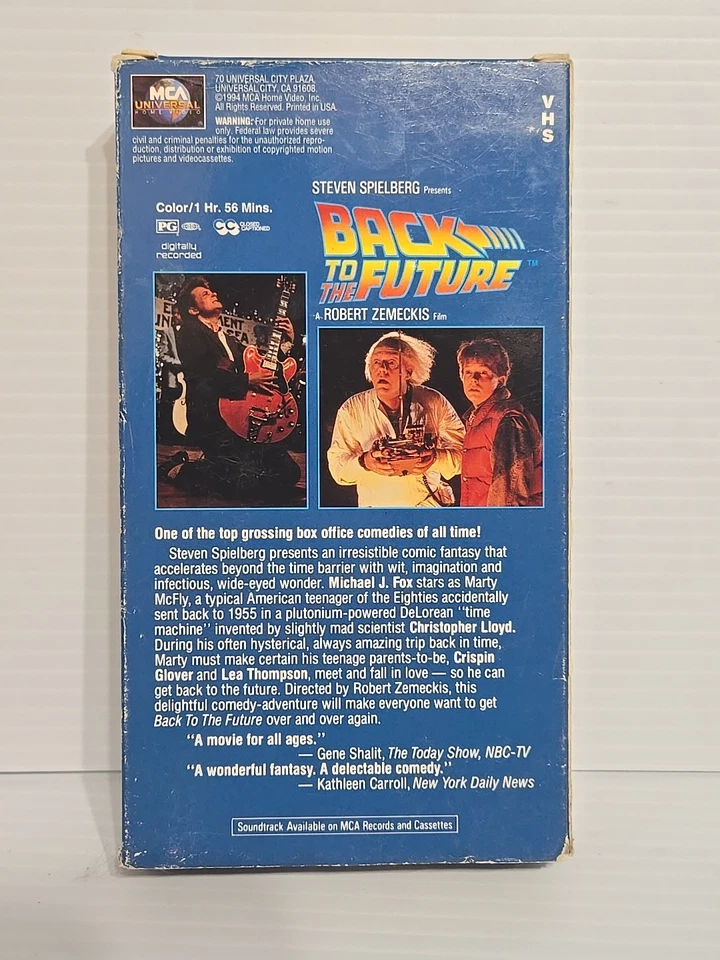 MCA
UNIVERSAL
HOME VIDEO
70 UNIVERSAL CITY PLAZA,
UNIVERSAL CITY, CA 91608.
©1994 MCA Home Video, Inc.
All Rights Reserved. Printed in USA.
WARNING: For private home use
only. Federal law provides severe
civil and criminal penalties for the unauthorized repro-
duction, distribution or exhibition of copyrighted motion
pictures and videocassettes.
VHS
STEVEN SPIELBERG Presents
Color/1 Hr. 56 Mins.
PG
CC CLOSED CAPTIONED
digitally
recorded
BACK
TO
THE FUTURE ™
A ROBERT ZEMECKIS Film
One of the top grossing box office comedies of all time!
Steven Spielberg presents an irresistible comic fantasy that
accelerates beyond the time barrier with wit, imagination and
infectious, wide-eyed wonder. Michael J. Fox stars as Marty
McFly, a typical American teenager of the Eighties accidentally
sent back to 1955 in a plutonium-powered DeLorean "time
machine" invented by slightly mad scientist Christopher Lloyd.
During his often hysterical, always amazing trip back in time,
Marty must make certain his teenage parents-to-be, Crispin
Glover and Lea Thompson, meet and fall in love — so he can
get back to the future. Directed by Robert Zemeckis, this
delightful comedy-adventure will make everyone want to get
Back To The Future over and over again.
"A movie for all ages."
— Gene Shalit, The Today Show, NBC-TV
"A wonderful fantasy. A delectable comedy."
— Kathleen Carroll, New York Daily News
Soundtrack Available on MCA Records and Cassettes